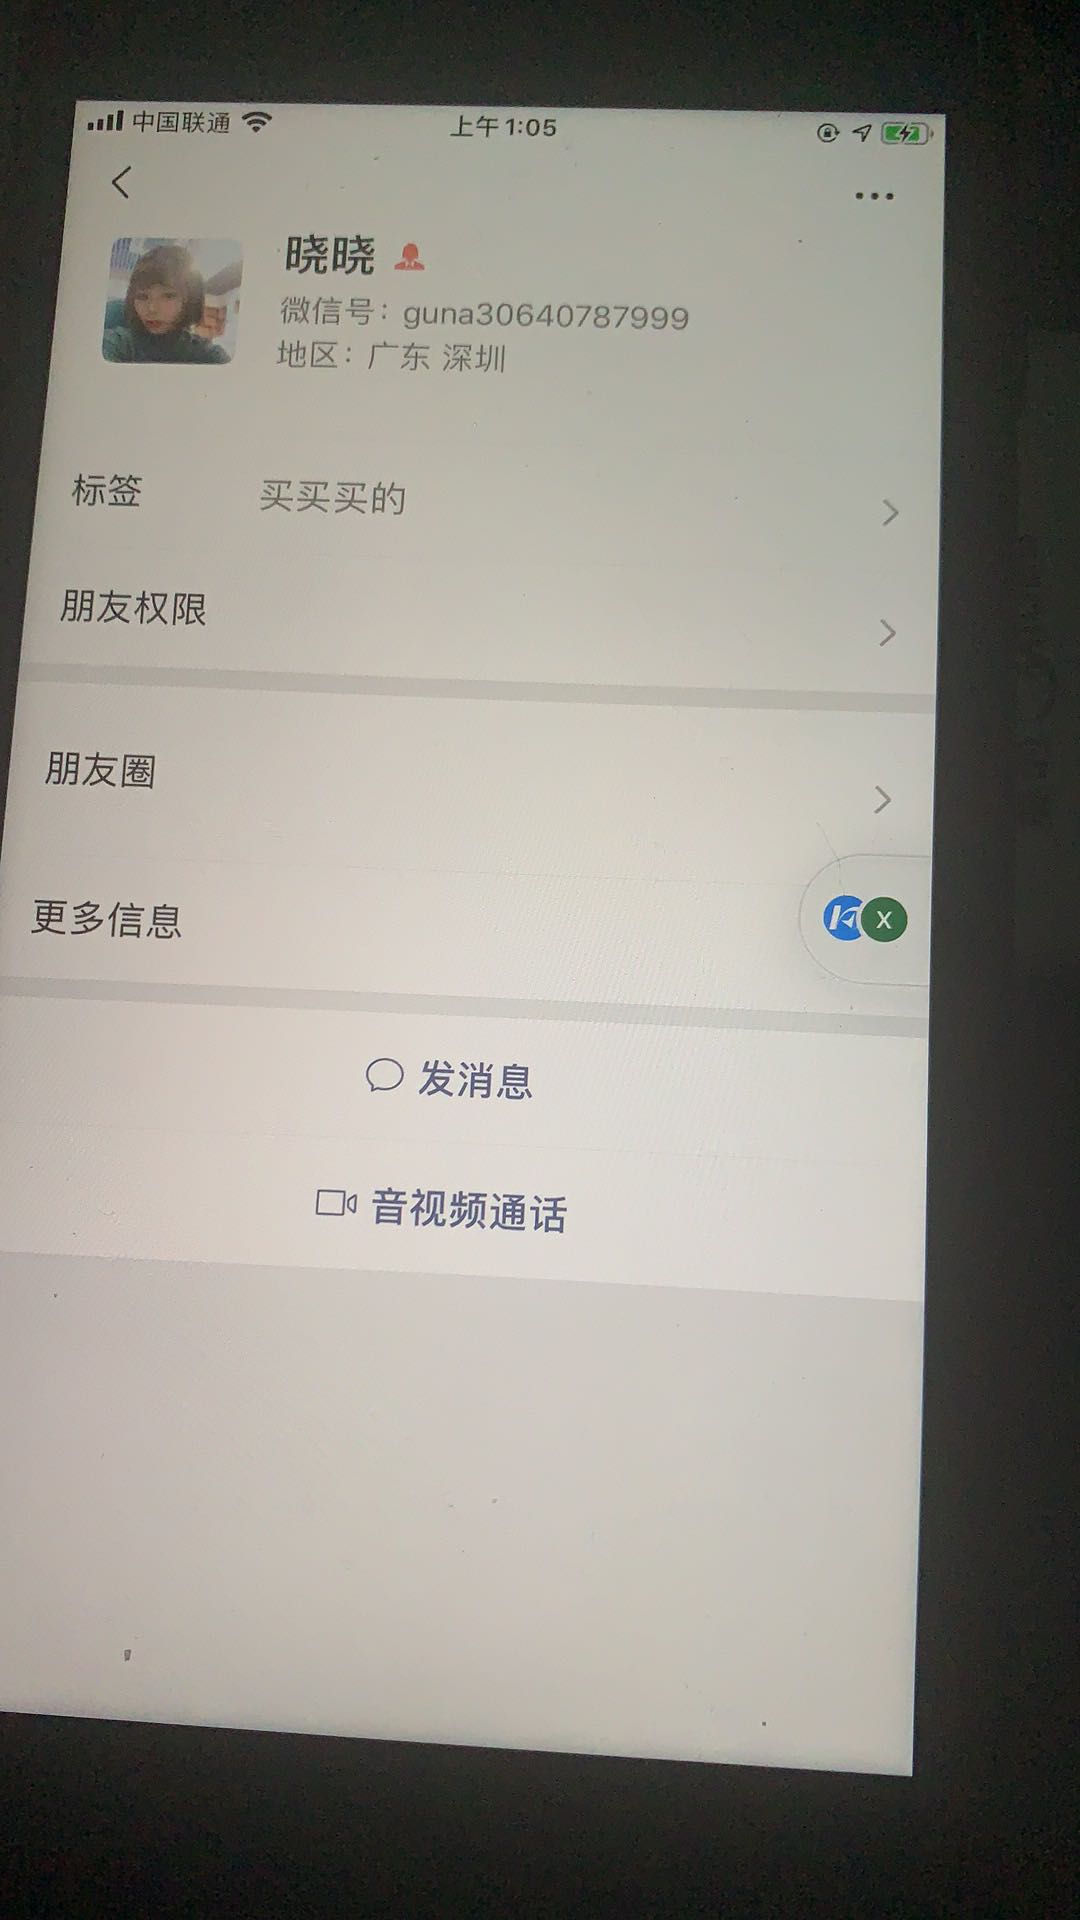 中国联通 上午1:05
晓晓
微信号：guna30640787999
地区：广东 深圳
标签 买买买的
朋友权限
朋友圈
更多信息
X
发消息
音视频通话